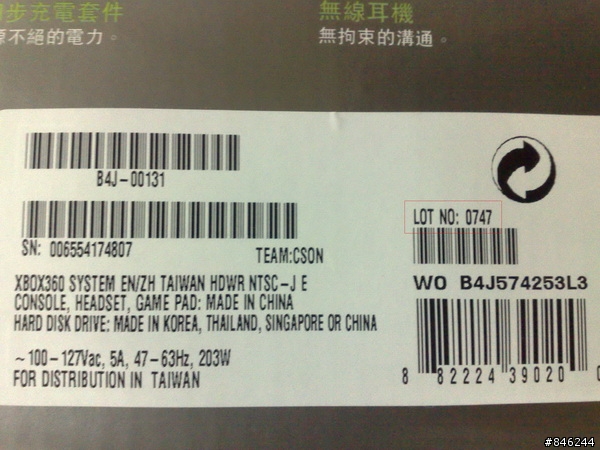 步充電套件
不絕的電力。
無線耳機
無拘束的溝通。
B4J-00131
SN: 006554174807
TEAM:CSON
XBOX360 SYSTEM EN/ZH TAIWAN HDWR NTSC-J E
CONSOLE, HEADSET, GAME PAD: MADE IN CHINA
HARD DISK DRIVE: MADE IN KOREA, THAILAND, SINGAPORE OR CHINA
~100-127Vac, 5A, 47-63Hz, 203W
FOR DISTRIBUTION IN TAIWAN
LOT NO: 0747
WO B4J574253L3
8 82224 39020
#846244